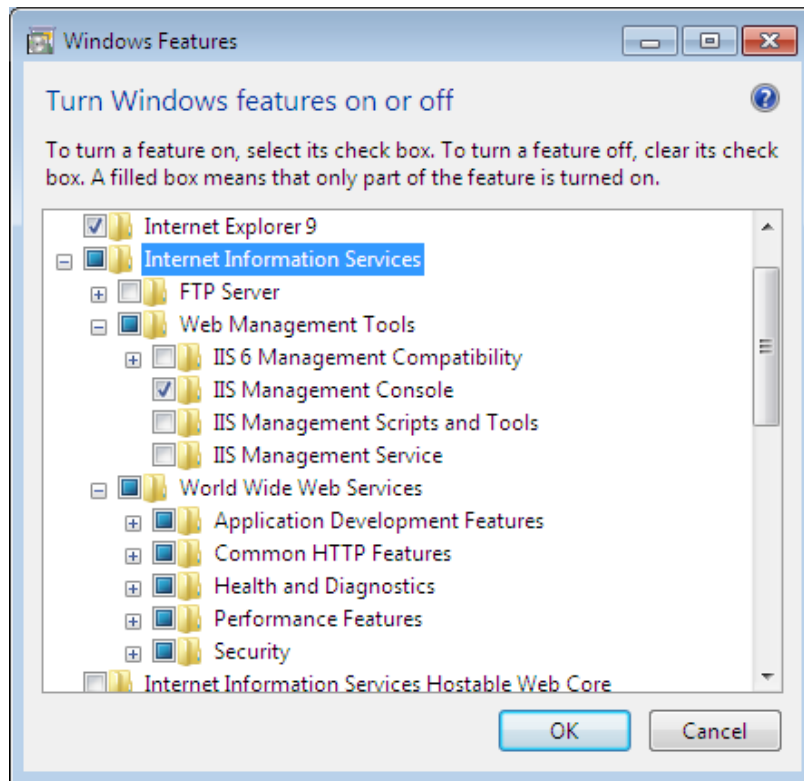 Windows Features
Turn Windows features on or off
To turn a feature on, select its check box. To turn a feature off, clear its check
box. A filled box means that only part of the feature is turned on.
Internet Explorer 9
Internet Information Services
FTP Server
Web Management Tools
IIS 6 Management Compatibility
IIS Management Console
IIS Management Scripts and Tools
IIS Management Service
World Wide Web Services
Application Development Features
Common HTTP Features
Health and Diagnostics
Performance Features
Security
Internet Information Services Hostable Web Core
OK Cancel